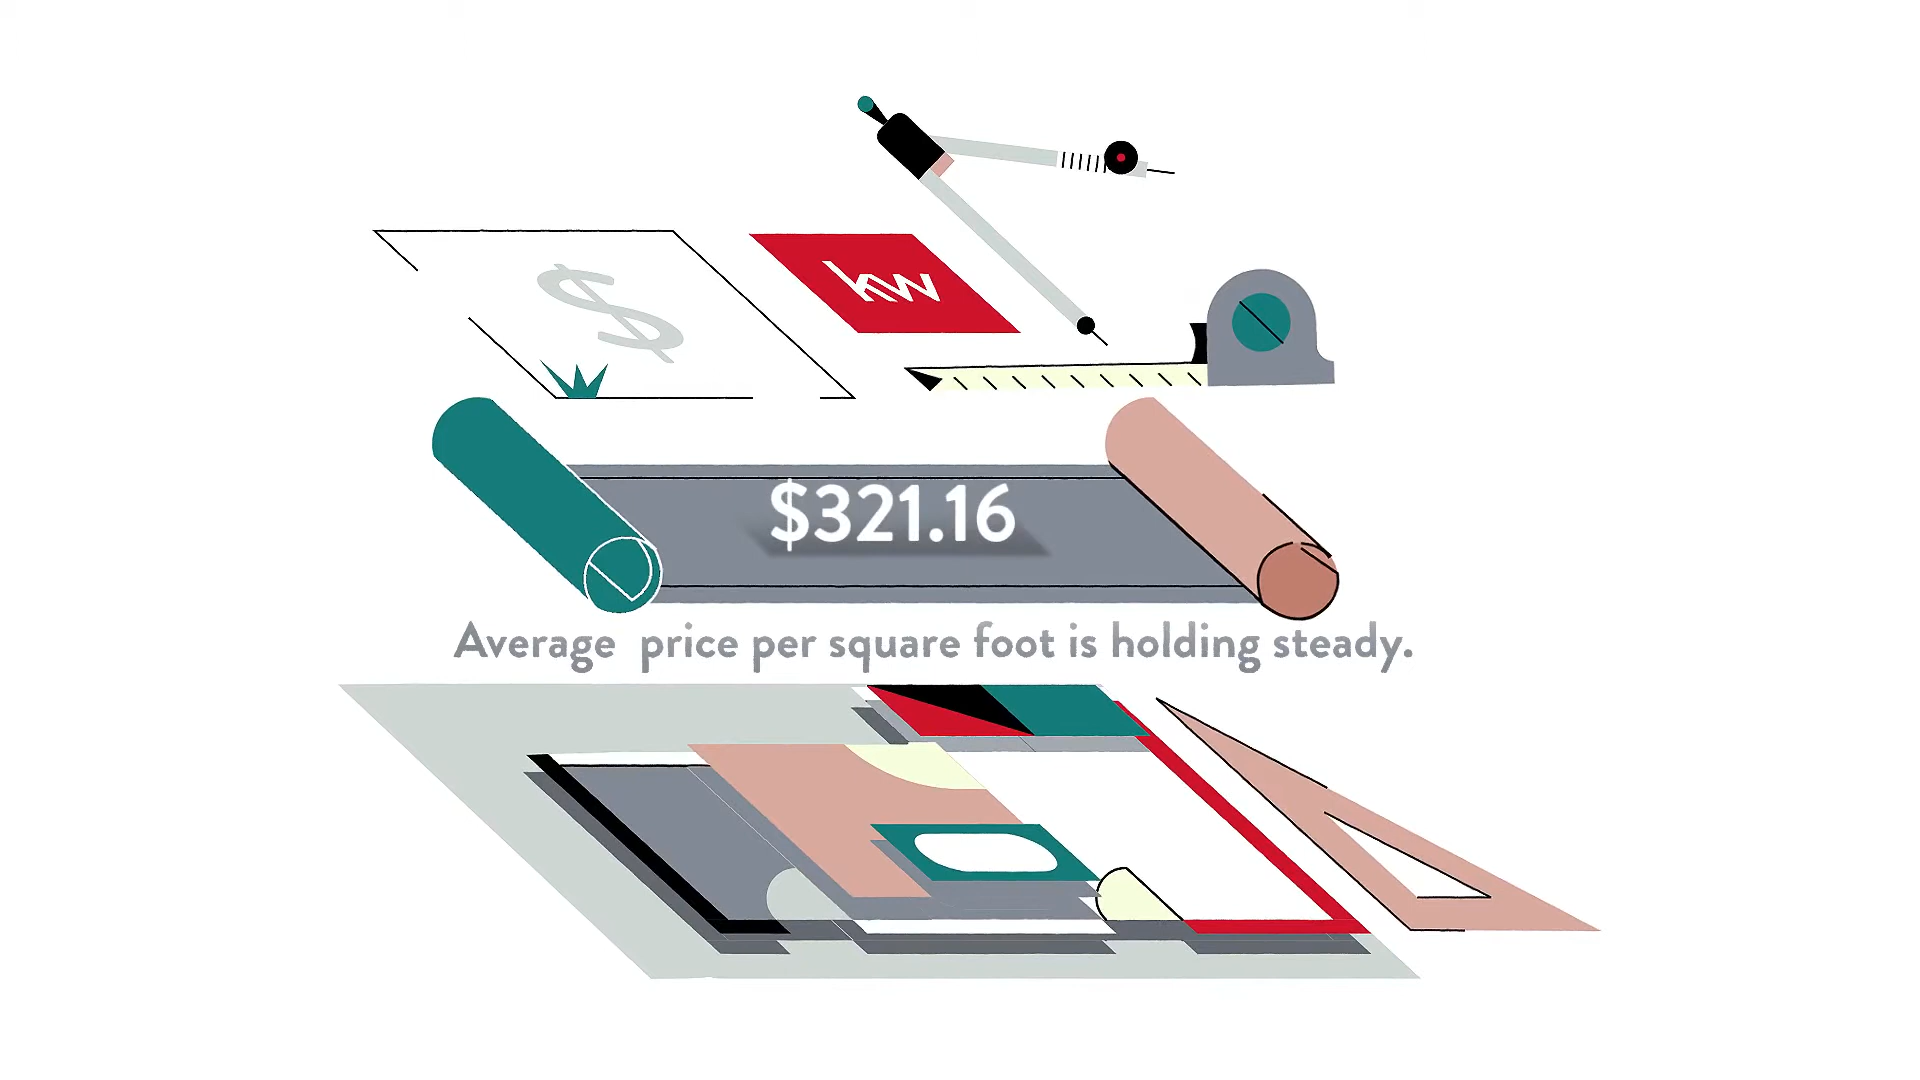 $
kw
$321.16
Average price per square foot is holding steady.